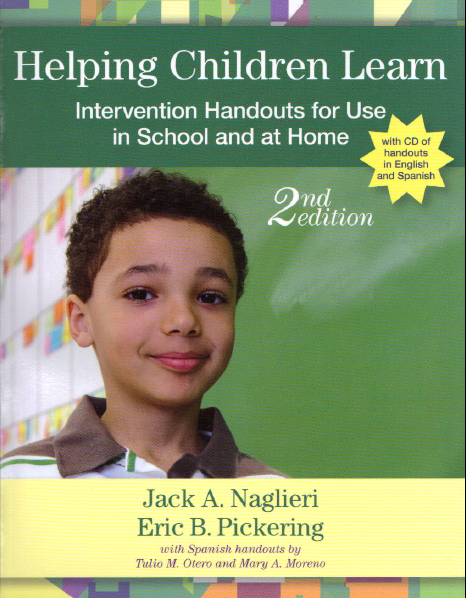 Helping Children Learn
Intervention Handouts for Use
in School and at Home
with CD of
handouts
in English
and Spanish
2nd
edition
Jack A. Naglieri
Eric B. Pickering
with Spanish handouts by
Tulio M. Otero and Mary A. Moreno